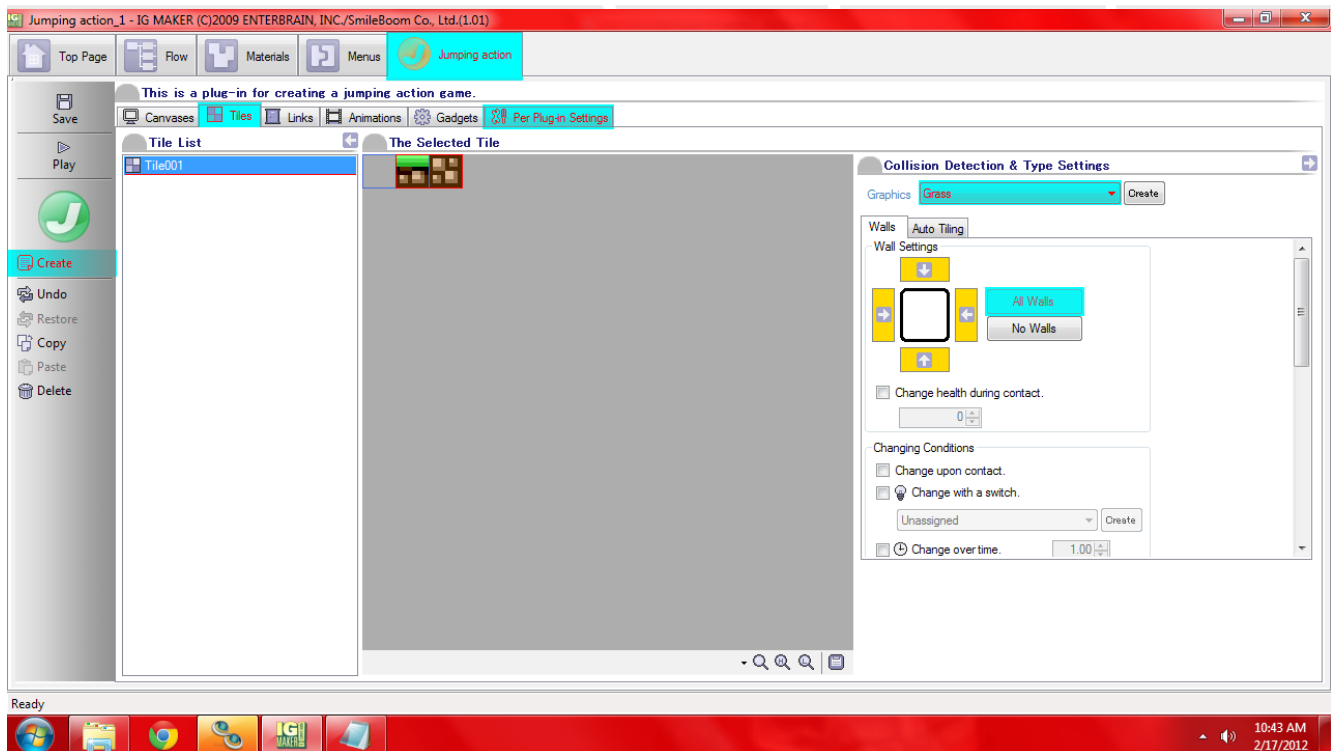 Jumping action_1 - IG MAKER (C)2009 ENTERBRAIN, INC./SmileBoom Co., Ltd.(1.01)
Top Page Flow Materials Menus Jumping action
This is a plug-in for creating a jumping action game.
Save
Canvases Tiles Links Animations Gadgets Per Plug-in Settings
Tile List The Selected Tile
Play
Tile001
Collision Detection & Type Settings
Graphics Grass Create
Walls Auto Tiling
Wall Settings
Create
All Walls
No Walls
Undo
Restore
Copy
Paste
Delete
Change health during contact.
0
Changing Conditions
Change upon contact.
Change with a switch.
Unassigned Create
Change over time. 1.00
Ready
IG MAKER
10:43 AM
2/17/2012